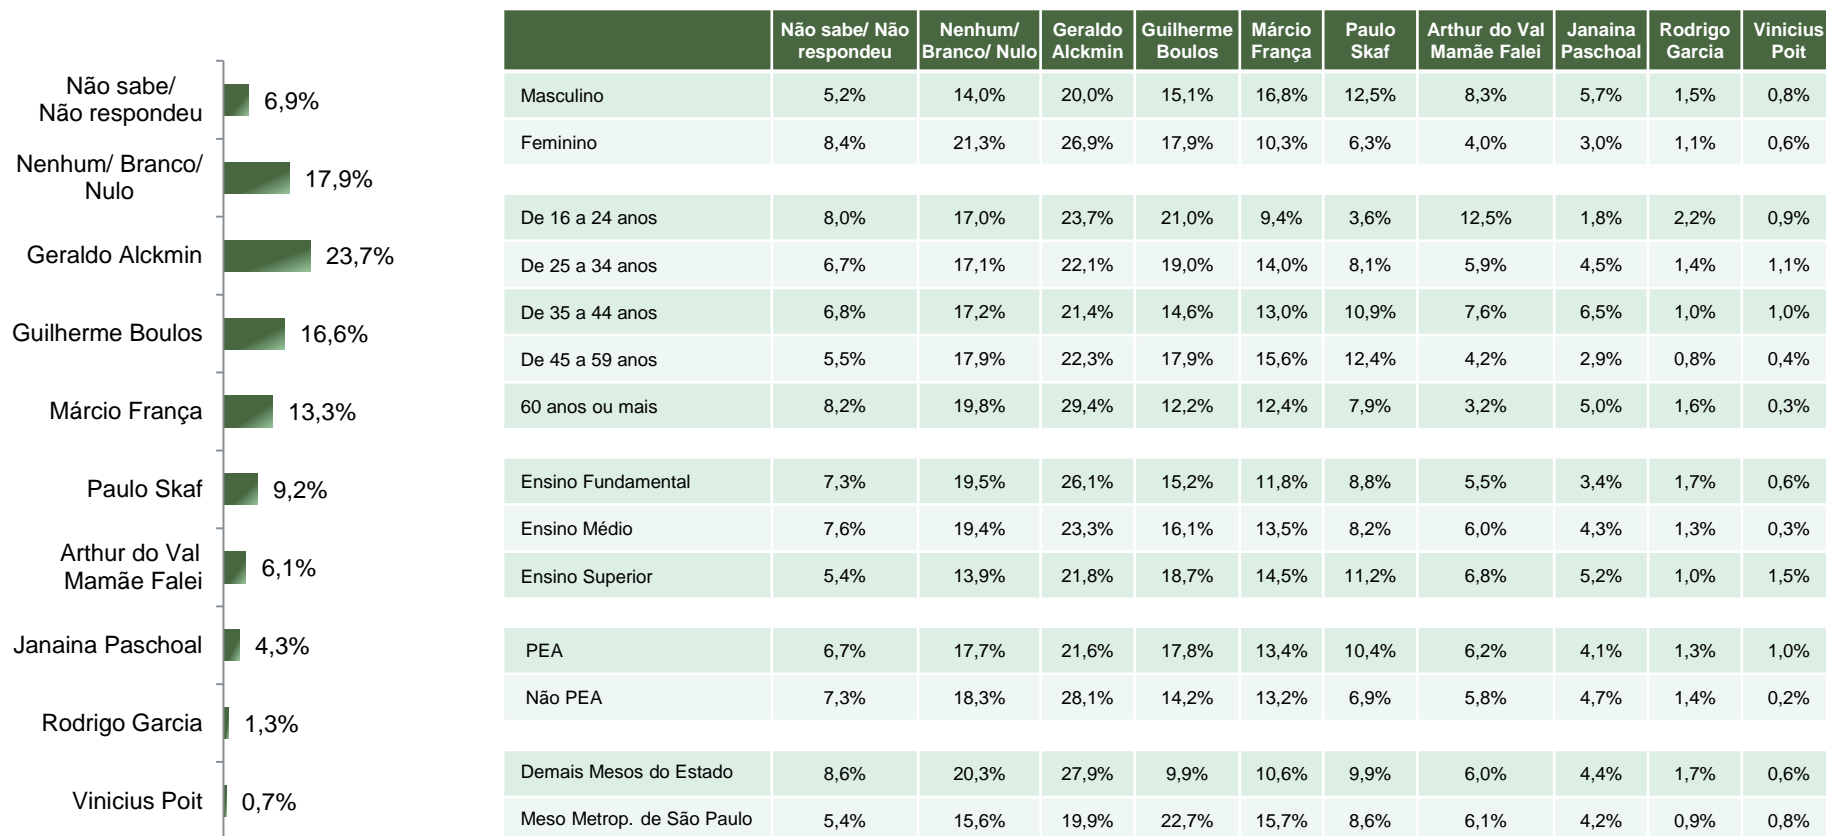 Não sabe/
Não respondeu
6,9%
Nenhum/ Branco/
Nulo
17,9%
Geraldo Alckmin
23,7%
Guilherme Boulos
16,6%
Márcio França
13,3%
Paulo Skaf
9,2%
Arthur do Val
Mamãe Falei
6,1%
Janaina Paschoal
4,3%
Rodrigo Garcia
1,3%
Vinicius Poit
0,7%
Não sabe/ Não respondeu Nenhum/ Branco/ Nulo Geraldo Alckmin Guilherme Boulos Márcio França Paulo Skaf Arthur do Val Mamãe Falei Janaina Paschoal Rodrigo Garcia Vinicius Poit
Masculino 5,2% 14,0% 20,0% 15,1% 16,8% 12,5% 8,3% 5,7% 1,5% 0,8%
Feminino 8,4% 21,3% 26,9% 17,9% 10,3% 6,3% 4,0% 3,0% 1,1% 0,6%
De 16 a 24 anos 8,0% 17,0% 23,7% 21,0% 9,4% 3,6% 12,5% 1,8% 2,2% 0,9%
De 25 a 34 anos 6,7% 17,1% 22,1% 19,0% 14,0% 8,1% 5,9% 4,5% 1,4% 1,1%
De 35 a 44 anos 6,8% 17,2% 21,4% 14,6% 13,0% 10,9% 7,6% 6,5% 1,0% 1,0%
De 45 a 59 anos 5,5% 17,9% 22,3% 17,9% 15,6% 12,4% 4,2% 2,9% 0,8% 0,4%
60 anos ou mais 8,2% 19,8% 29,4% 12,2% 12,4% 7,9% 3,2% 5,0% 1,6% 0,3%
Ensino Fundamental 7,3% 19,5% 26,1% 15,2% 11,8% 8,8% 5,5% 3,4% 1,7% 0,6%
Ensino Médio 7,6% 19,4% 23,3% 16,1% 13,5% 8,2% 6,0% 4,3% 1,3% 0,3%
Ensino Superior 5,4% 13,9% 21,8% 18,7% 14,5% 11,2% 6,8% 5,2% 1,0% 1,5%
PEA 6,7% 17,7% 21,6% 17,8% 13,4% 10,4% 6,2% 4,1% 1,3% 1,0%
Não PEA 7,3% 18,3% 28,1% 14,2% 13,2% 6,9% 5,8% 4,7% 1,4% 0,2%
Demais Mesos do Estado 8,6% 20,3% 27,9% 9,9% 10,6% 9,9% 6,0% 4,4% 1,7% 0,6%
Meso Metrop. de São Paulo 5,4% 15,6% 19,9% 22,7% 15,7% 8,6% 6,1% 4,2% 0,9% 0,8%